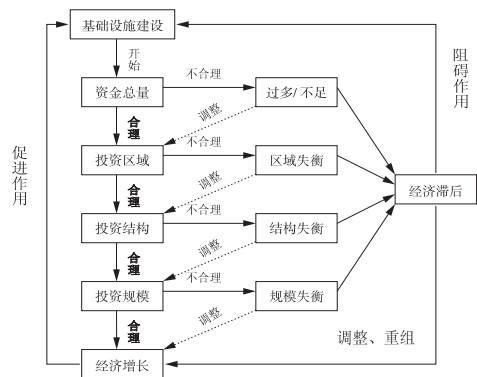 基础设施建设
开始
阻碍作用
不合理
资金总量
过多/不足
合理
调整
不合理
促进作用
投资区域
区域失衡
经济滞后
合理
调整
不合理
投资结构
结构失衡
合理
调整
不合理
投资规模
规模失衡
合理
调整
调整、重组
经济增长